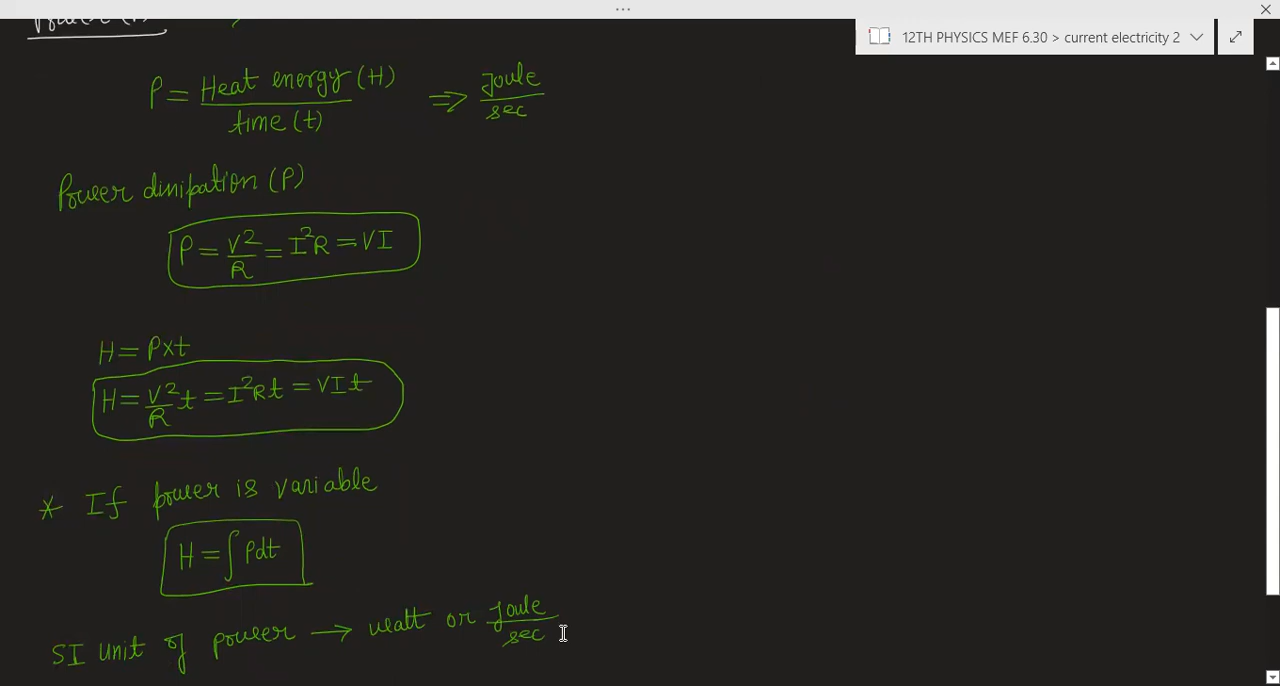 12TH PHYSICS MEF 6.30 > current electricity 2
P = Heat energy (H) / time (t) ⇒ Joule / sec
Power dissipation (P)
P = V²/R = I²R = VI
H = P×t
H = V²/R t = I²Rt = VIt
* If power is variable
H = ∫Pdt
SI unit of power → watt or Joule / sec